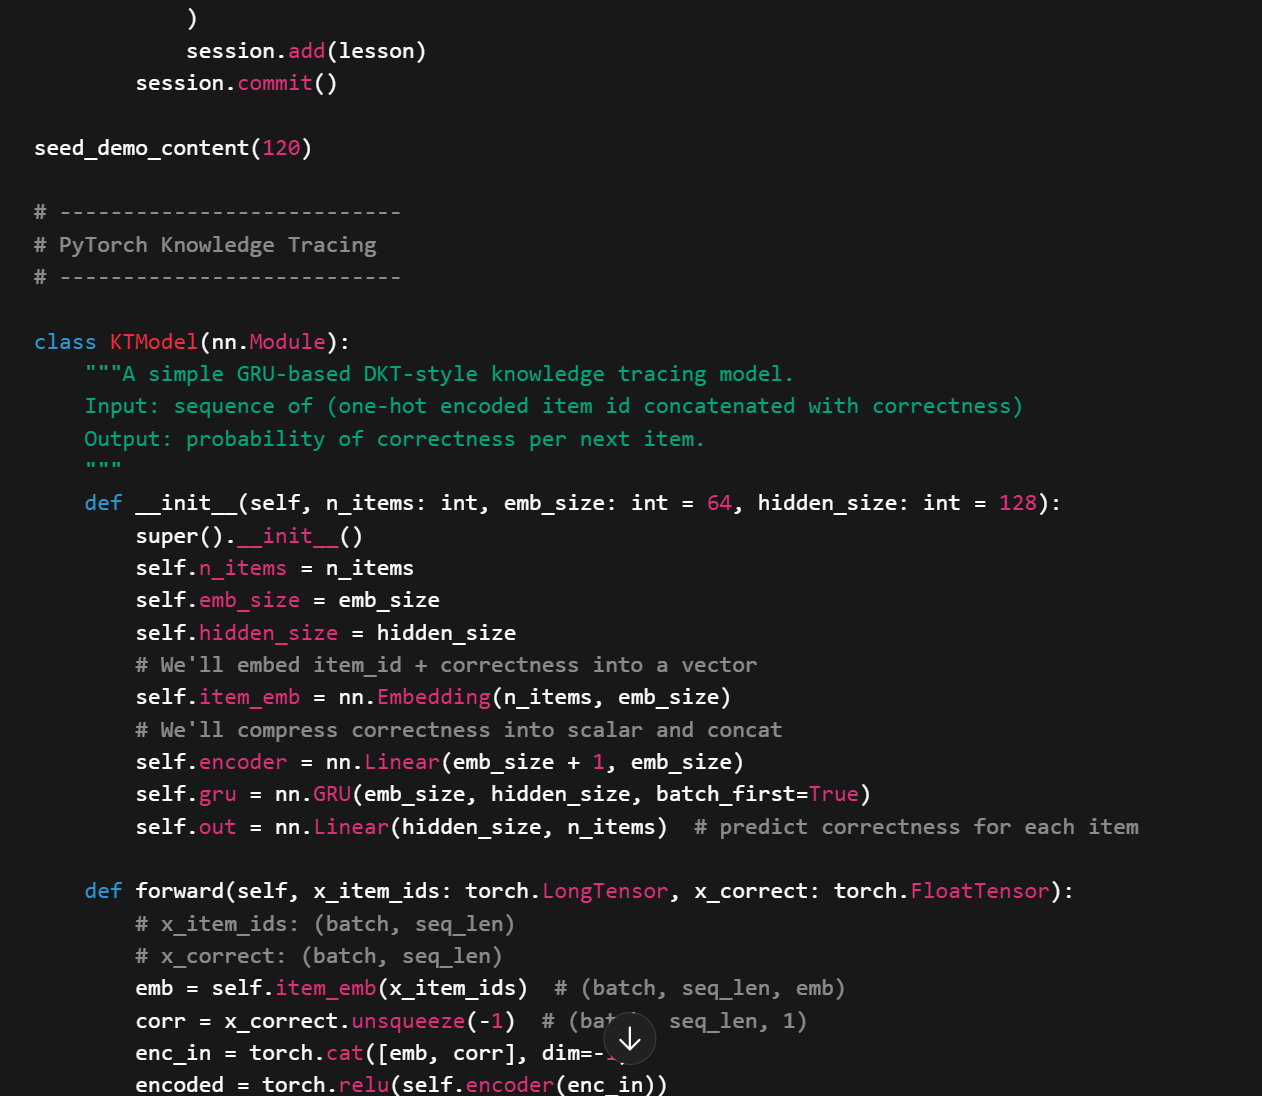 )
            session.add(lesson)
        session.commit()

seed_demo_content(120)

# ---------------------------
# PyTorch Knowledge Tracing
# ---------------------------

class KTModel(nn.Module):
    """A simple GRU-based DKT-style knowledge tracing model.
    Input: sequence of (one-hot encoded item id concatenated with correctness)
    Output: probability of correctness per next item.
    """
    def __init__(self, n_items: int, emb_size: int = 64, hidden_size: int = 128):
        super().__init__()
        self.n_items = n_items
        self.emb_size = emb_size
        self.hidden_size = hidden_size
        # We'll embed item_id + correctness into a vector
        self.item_emb = nn.Embedding(n_items, emb_size)
        # We'll compress correctness into scalar and concat
        self.encoder = nn.Linear(emb_size + 1, emb_size)
        self.gru = nn.GRU(emb_size, hidden_size, batch_first=True)
        self.out = nn.Linear(hidden_size, n_items)  # predict correctness for each item

    def forward(self, x_item_ids: torch.LongTensor, x_correct: torch.FloatTensor):
        # x_item_ids: (batch, seq_len)
        # x_correct: (batch, seq_len)
        emb = self.item_emb(x_item_ids)  # (batch, seq_len, emb)
        corr = x_correct.unsqueeze(-1)  # ( seq_len, 1)
        enc_in = torch.cat([emb, corr], dim=-
        encoded = torch.relu(self.encoder(enc_in))